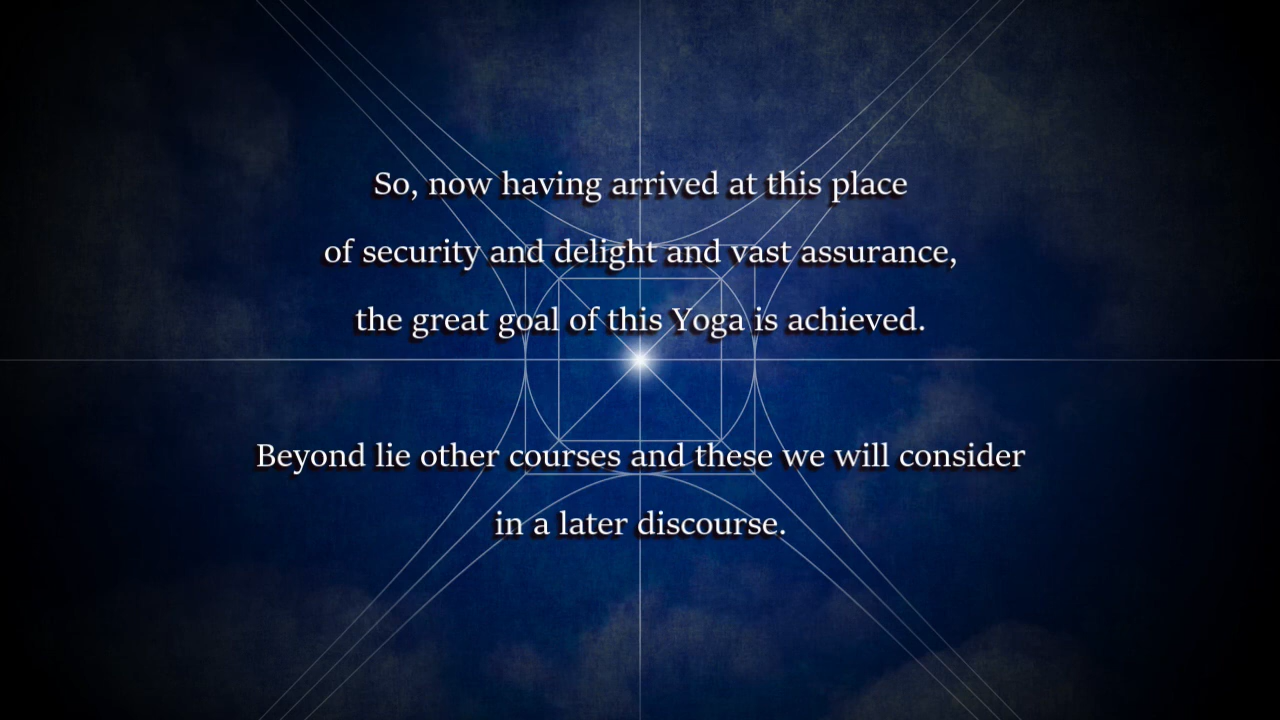 So, now having arrived at this place
of security and delight and vast assurance,
the great goal of this Yoga is achieved.
Beyond lie other courses and these we will consider
in a later discourse.